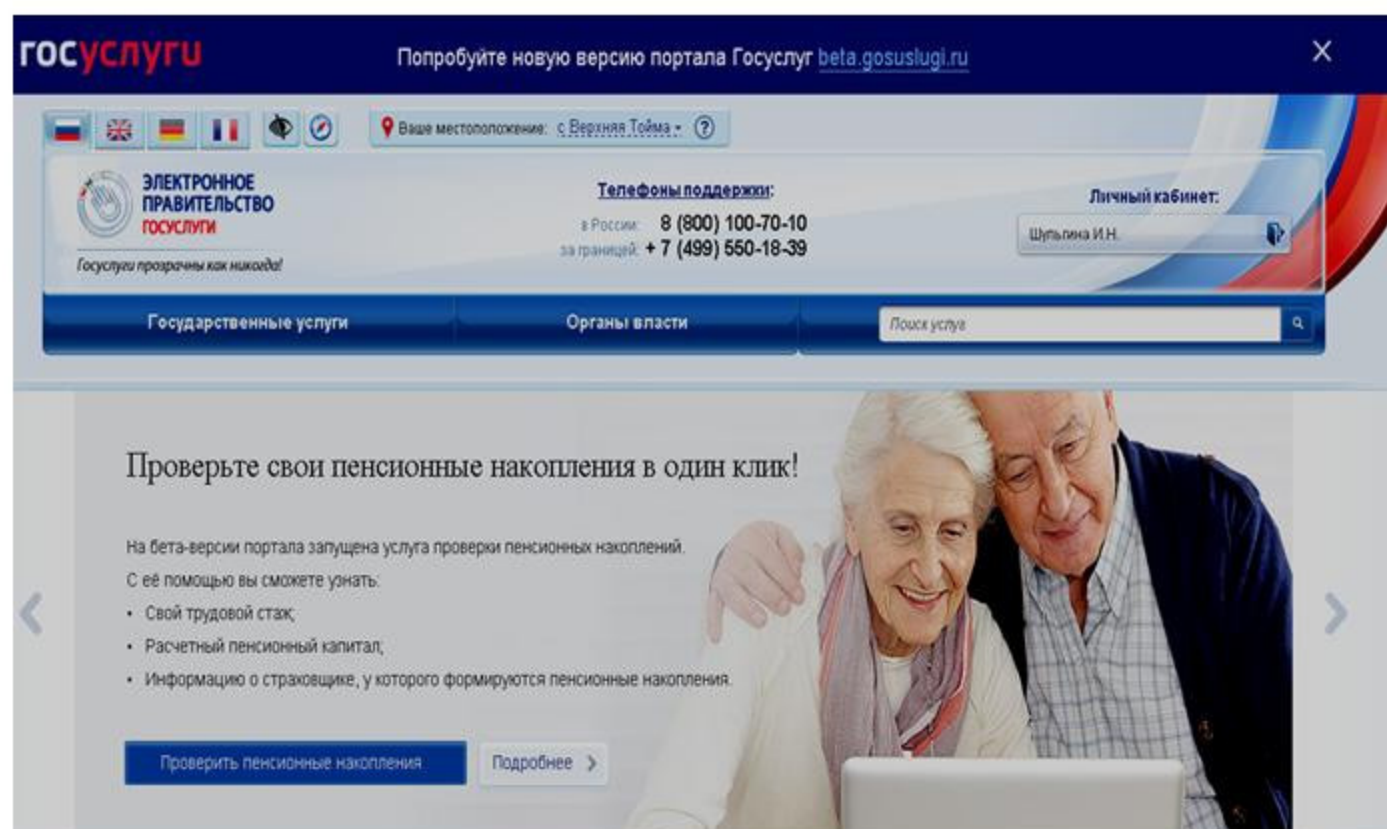 госуслуги
Попробуйте новую версию портала Госуслуг beta.gosuslugi.ru
Ваше местоположение: с Верхняя Тойма
ЭЛЕКТРОННОЕ
ПРАВИТЕЛЬСТВО
ГОСУСЛУГИ
Госуслуги прозрачны как никогда!
Телефоны поддержки:
в России: 8 (800) 100-70-10
за границей: + 7 (499) 550-18-39
Личный кабинет:
Шульгина И.Н.
Государственные услуги
Органы власти
Поиск услуг
Проверьте свои пенсионные накопления в один клик!
На бета-версии портала запущена услуга проверки пенсионных накоплений.
С её помощью вы сможете узнать:
• Свой трудовой стаж;
• Расчетный пенсионный капитал;
• Информацию о страховщике, у которого формируются пенсионные накопления.
Проверить пенсионные накопления
Подробнее